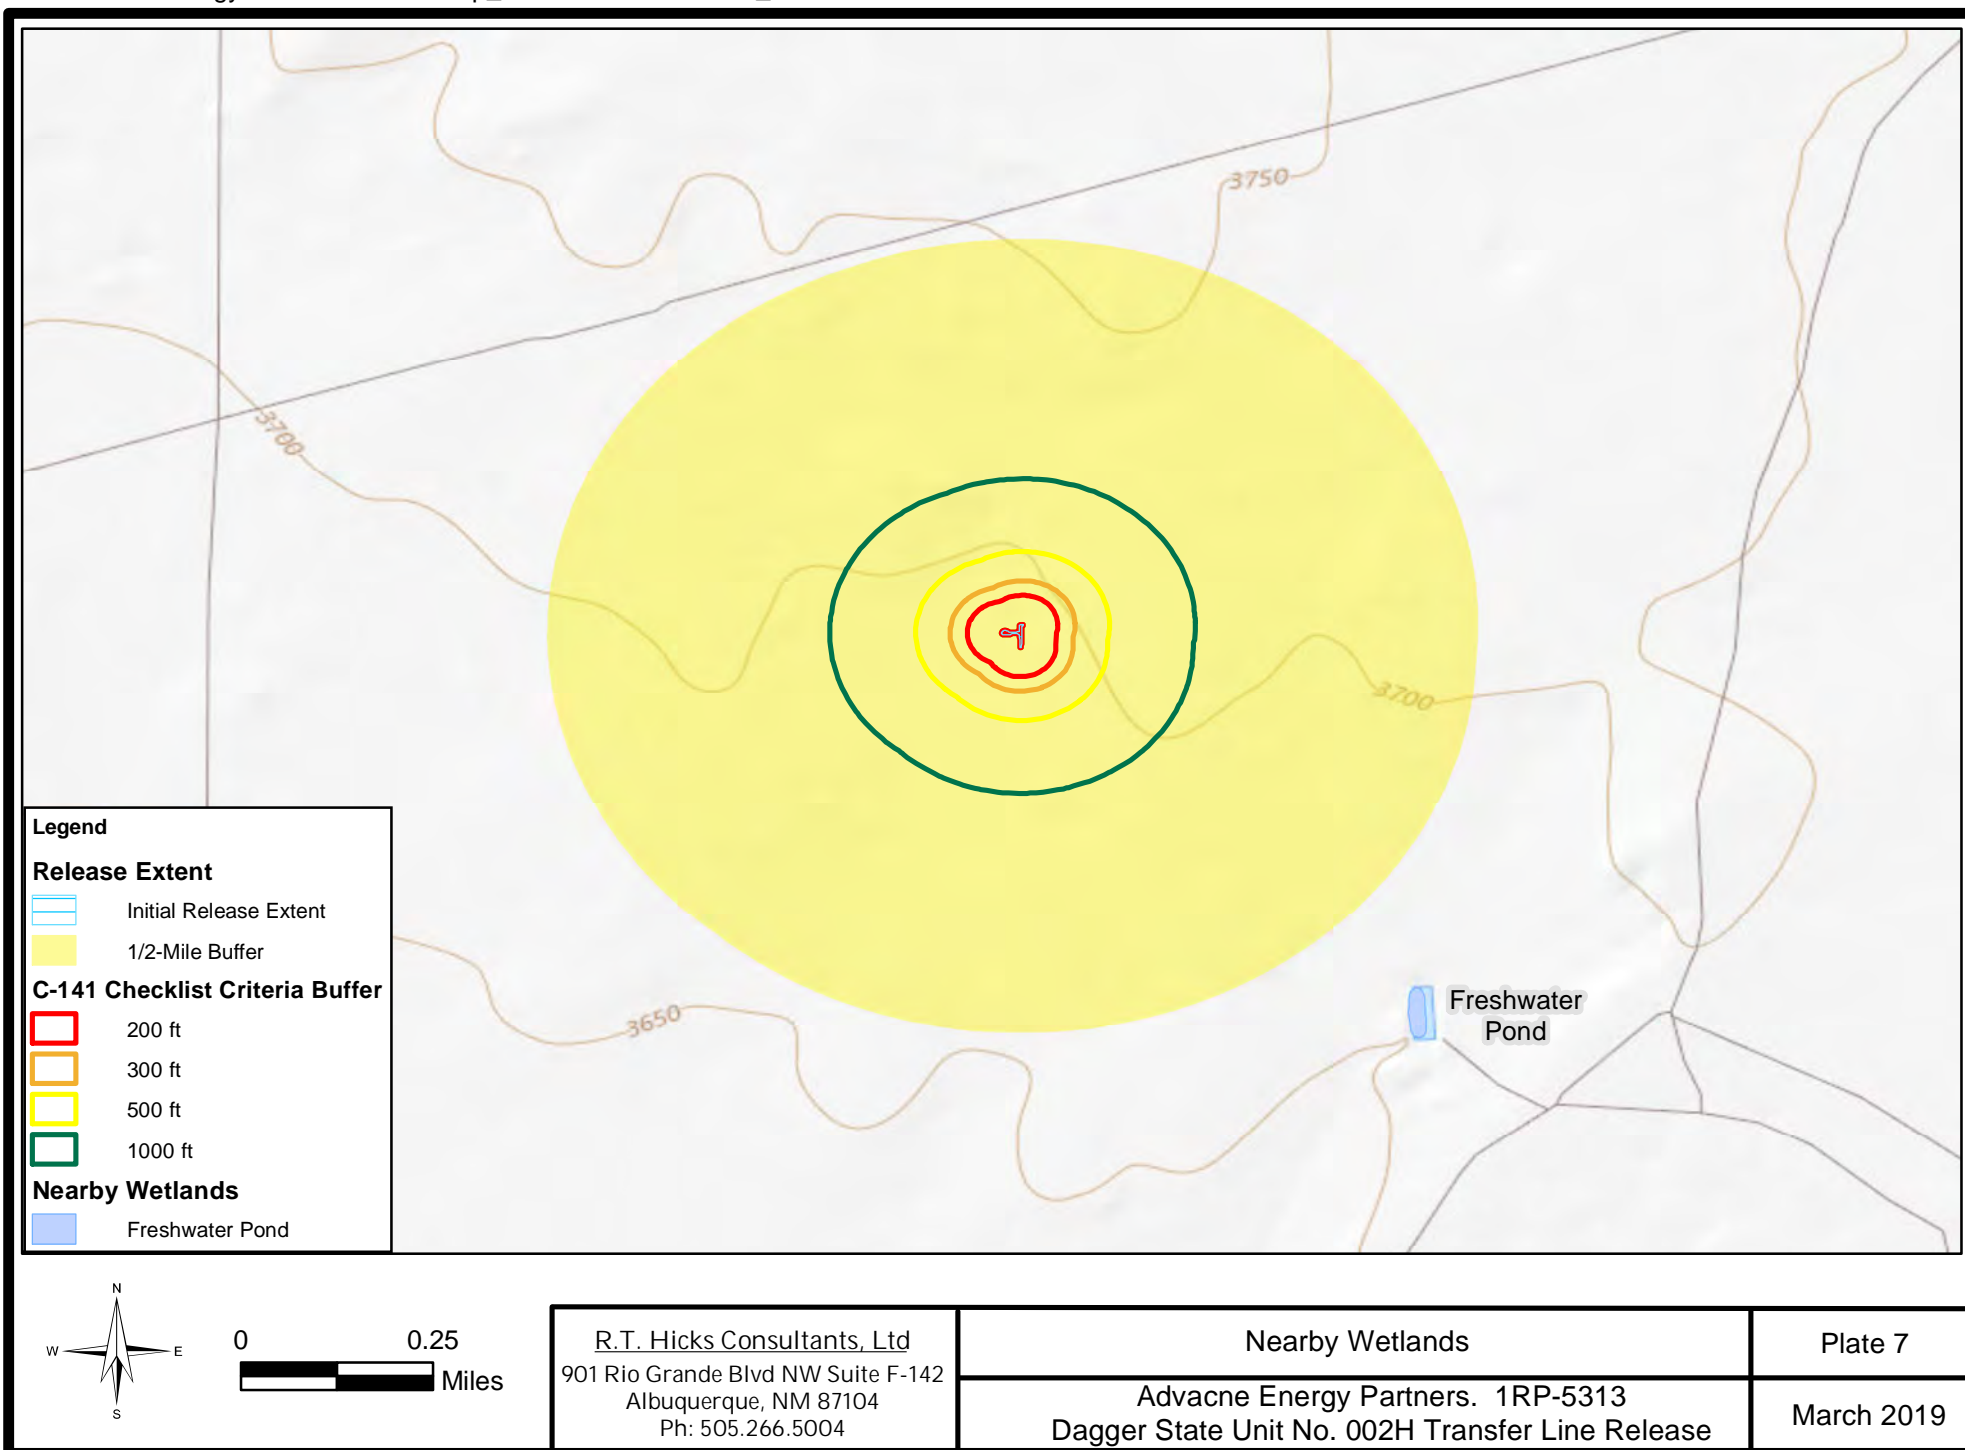 3750
3700
3700
3650
Freshwater
Pond
Legend
Release Extent
Initial Release Extent
1/2-Mile Buffer
C-141 Checklist Criteria Buffer
200 ft
300 ft
500 ft
1000 ft
Nearby Wetlands
Freshwater Pond
N
W E
S
0 0.25
Miles
R.T. Hicks Consultants, Ltd
901 Rio Grande Blvd NW Suite F-142
Albuquerque, NM 87104
Ph: 505.266.5004
Nearby Wetlands
Advacne Energy Partners. 1RP-5313
Dagger State Unit No. 002H Transfer Line Release
Plate 7
March 2019